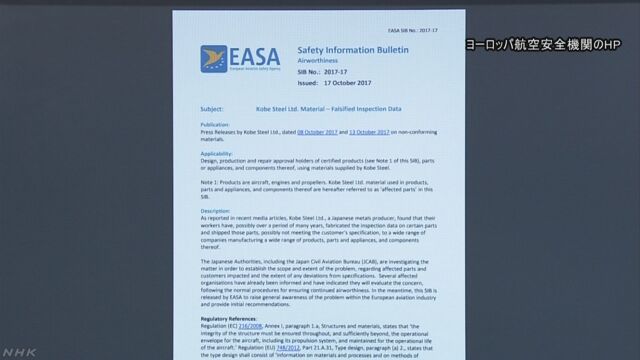 EASA SIB No.: 2017-17
ヨーロッパ航空安全機関のHP
EASA
European Aviation Safety Agency
Safety Information Bulletin
Airworthiness
SIB No.: 2017-17
Issued: 17 October 2017
Subject: Kobe Steel Ltd. Material – Falsified Inspection Data
Publication:
Press Releases by Kobe Steel Ltd., dated 08 October 2017 and 13 October 2017 on non-conforming
materials.
Applicability:
Design, production and repair approval holders of certified products (see Note 1 of this SIB), parts
or appliances, and components thereof, using materials supplied by Kobe Steel.
Note 1: Products are aircraft, engines and propellers. Kobe Steel Ltd. material used in products,
parts and appliances, and components thereof are hereafter referred to as 'affected parts' in this
SIB.
Description:
As reported in recent media articles, Kobe Steel Ltd., a Japanese metals producer, found that their
workers have, possibly over a period of many years, fabricated the inspection data on certain parts
and shipped those parts, possibly not meeting the customer's specification, to a wide range of
companies manufacturing a wide range of products, parts and appliances, and components
thereof.
The Japanese Authorities, including the Japan Civil Aviation Bureau (JCAB), are investigating the
matter in order to establish the scope and extent of the problem, regarding affected parts and
customers impacted and the extent of any deviations from specifications. Several affected
organisations have already been informed and have indicated they will evaluate the concern,
following the normal procedures for ensuring continued airworthiness. In the meantime, this SIB is
released by EASA to raise general awareness of the problem within the European aviation industry
and provide initial recommendations.
Regulatory References:
Regulation (EC) 216/2008, Annex I, paragraph 1.a, Structures and materials, states that "the
integrity of the structure must be ensured throughout, and sufficiently beyond, the operational
envelope for the aircraft, including its propulsion system, and maintained for the operational life
of the aircraft." Regulation (EU) 748/2012, Part 21.A.31, Type design, paragraph (a) 2., states that
the type design shall consist of "information on materials and processes and on methods of
NHK